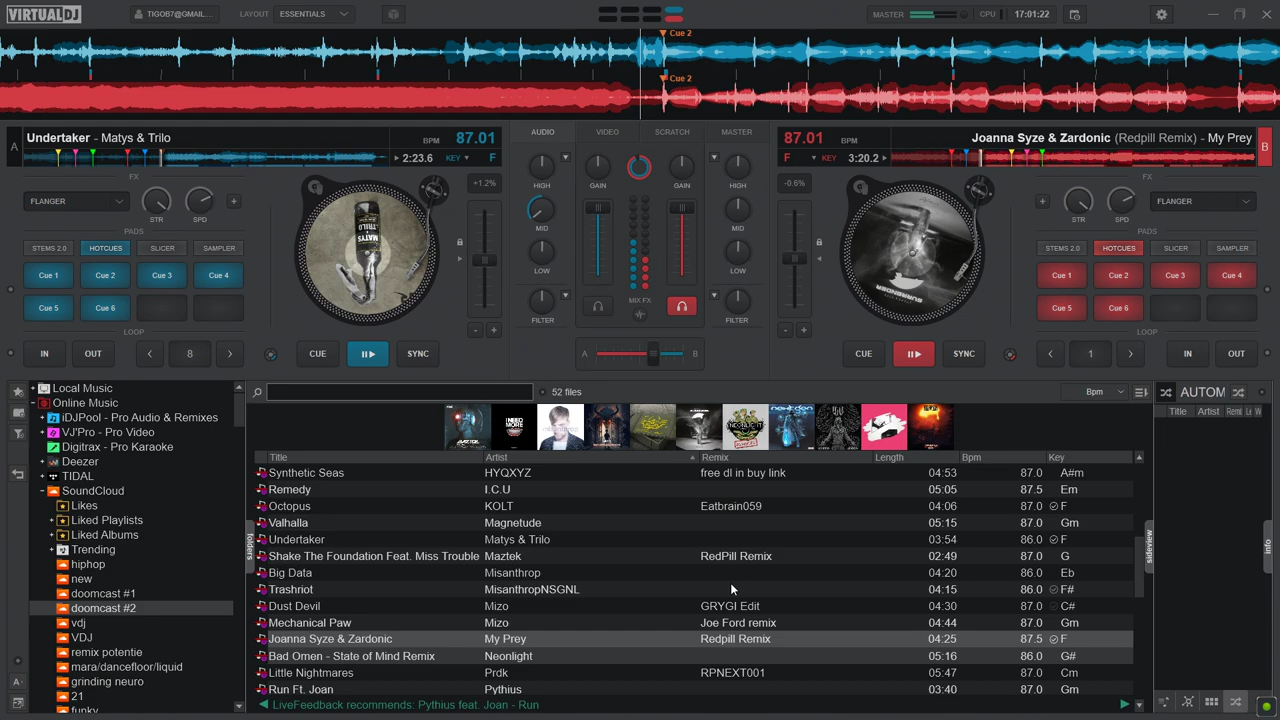 VIRTUALDJ
TIGOB7@GMAIL...
LAYOUT
ESSENTIALS
MASTER
CPU
17:01:22
Cue 2
Cue 2
A
Undertaker - Matys & Trilo
BPM
87.01
2:23.6
KEY
F
AUDIO
VIDEO
SCRATCH
MASTER
87.01
BPM
Joanna Syze & Zardonic (Redpill Remix) - My Prey
B
F
KEY
3:20.2
FX
FLANGER
STR
SPD
+
+1.2%
HIGH
GAIN
GAIN
HIGH
-0.6%
FX
+
STR
SPD
FLANGER
PADS
STEMS 2.0
HOTCUES
SLICER
SAMPLER
MID
MID
PADS
STEMS 2.0
HOTCUES
SLICER
SAMPLER
Cue 1
Cue 2
Cue 3
Cue 4
LOW
LOW
Cue 1
Cue 2
Cue 3
Cue 4
Cue 5
Cue 6
FILTER
MIX FX
FILTER
Cue 5
Cue 6
LOOP
- +
- +
LOOP
IN
OUT
8
CUE
SYNC
A
B
CUE
SYNC
1
IN
OUT
Local Music
Online Music
iDJPool - Pro Audio & Remixes
VJ'Pro - Pro Video
Digitrax - Pro Karaoke
Deezer
TIDAL
SoundCloud
Likes
Liked Playlists
Liked Albums
Trending
hiphop
new
doomcast #1
doomcast #2
vdj
VDJ
remix potentie
mara/dancefloor/liquid
grinding neuro
21
funky
folders
52 files
Bpm
AUTOM
Title Artist Remi
Title Artist Remix Length Bpm Key
Synthetic Seas HYQXYZ free dl in buy link 04:53 87.0 A#m
Remedy I.C.U 05:05 87.5 Em
Octopus KOLT Eatbrain059 04:06 87.0 F
Valhalla Magnetude 05:15 87.0 Gm
Undertaker Matys & Trilo 03:54 86.0 F
Shake The Foundation Feat. Miss Trouble Maztek RedPill Remix 02:49 87.0 G
Big Data Misanthrop 04:20 86.0 Eb
Trashriot MisanthropNSGNL 04:15 86.0 F#
Dust Devil Mizo GRYGI Edit 04:30 87.0 C#
Mechanical Paw Mizo Joe Ford remix 04:44 87.0 Gm
Joanna Syze & Zardonic My Prey Redpill Remix 04:25 87.5 F
Bad Omen - State of Mind Remix Neonlight 05:16 86.0 G#
Little Nightmares Prdk RPNEXT001 05:47 87.0 Cm
Run Ft. Joan Pythius 03:40 87.0 Gm
LiveFeedback recommends: Pythius feat. Joan - Run
sideview
info